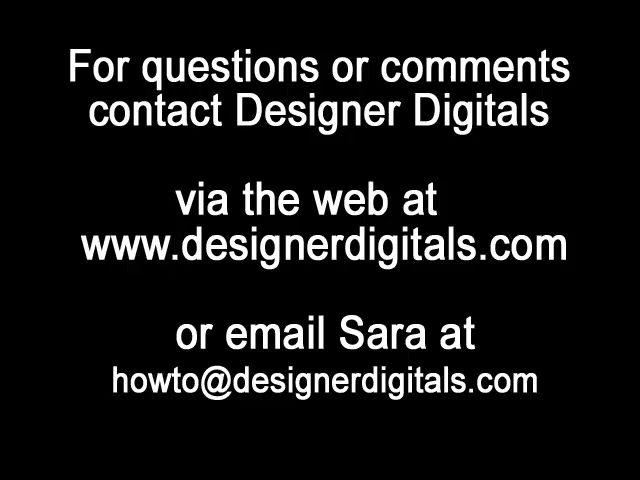 For questions or comments
contact Designer Digitals
via the web at
www.designerdigitals.com
or email Sara at
howto@designerdigitals.com